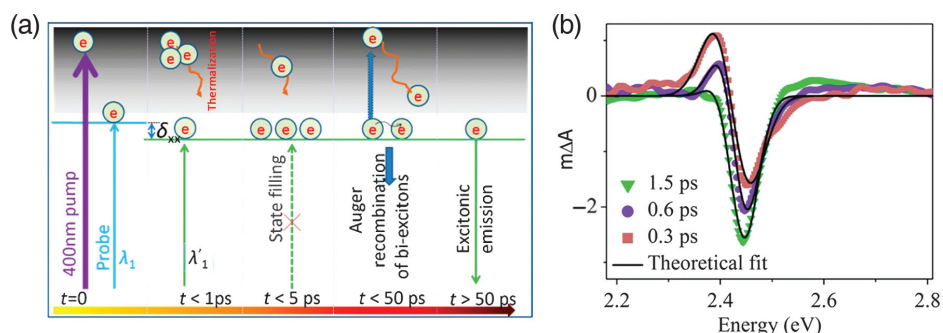 (a)
e
e
e
e
Thermalization
e
e
e
e
δxx
e
e
e
e
e
e
e
400nm pump
Probe
λ1
λ'1
State filling
Auger
recombination
of bi-excitons
Excitonic
emission
t=0
t < 1ps
t < 5 ps
t < 50 ps
t > 50 ps
(b)
0
−2
m∆A
1.5 ps
0.6 ps
0.3 ps
Theoretical fit
2.2
2.4
2.6
2.8
Energy (eV)